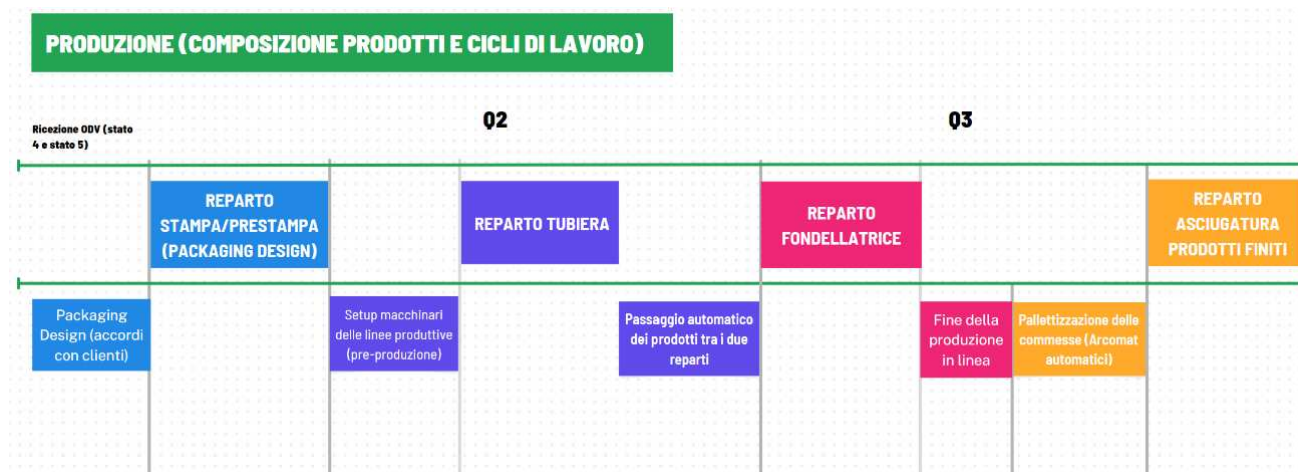 PRODUZIONE (COMPOSIZIONE PRODOTTI E CICLI DI LAVORO)
Ricezione ODV (stato
4 e stato 5)
Q2
Q3
REPARTO
STAMPA/PRESTAMPA
(PACKAGING DESIGN)
REPARTO TUBIERA
REPARTO
FONDELLATRICE
REPARTO
ASCIUGATURA
PRODOTTI FINITI
Packaging
Design (accordi
con clienti)
Setup macchinari
delle linee produttive
(pre-produzione)
Passaggio automatico
dei prodotti tra i due
reparti
Fine della
produzione
in linea
Pallettizzazione delle
commesse (Arcomat
automatici)